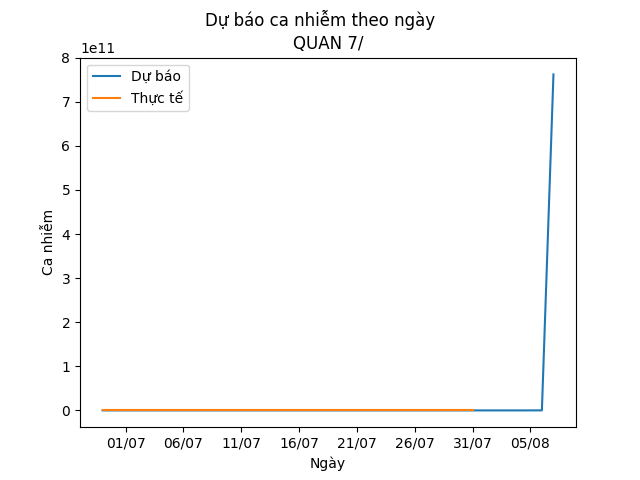 Dự báo ca nhiễm theo ngày
QUAN 7/
1e11
Dự báo
Thực tế
8
7
6
5
4
3
2
1
0
Ca nhiễm
01/07 06/07 11/07 16/07 21/07 26/07 31/07 05/08
Ngày